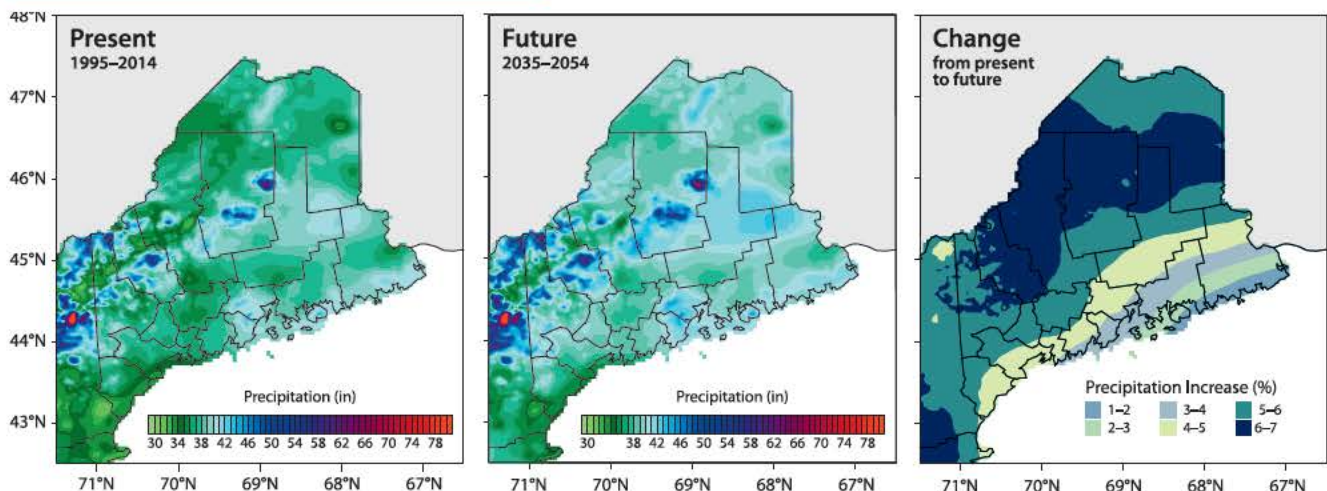 Present
1995–2014
Future
2035–2054
Change
from present
to future
48°N
47°N
46°N
45°N
44°N
43°N
Precipitation (in)
30 34 38 42 46 50 54 58 62 66 70 74 78
Precipitation (in)
30 34 38 42 46 50 54 58 62 66 70 74 78
Precipitation Increase (%)
1–2 3–4 5–6
2–3 4–5 6–7
71°N 70°N 69°N 68°N 67°N
71°N 70°N 69°N 68°N 67°N
71°N 70°N 69°N 68°N 67°N